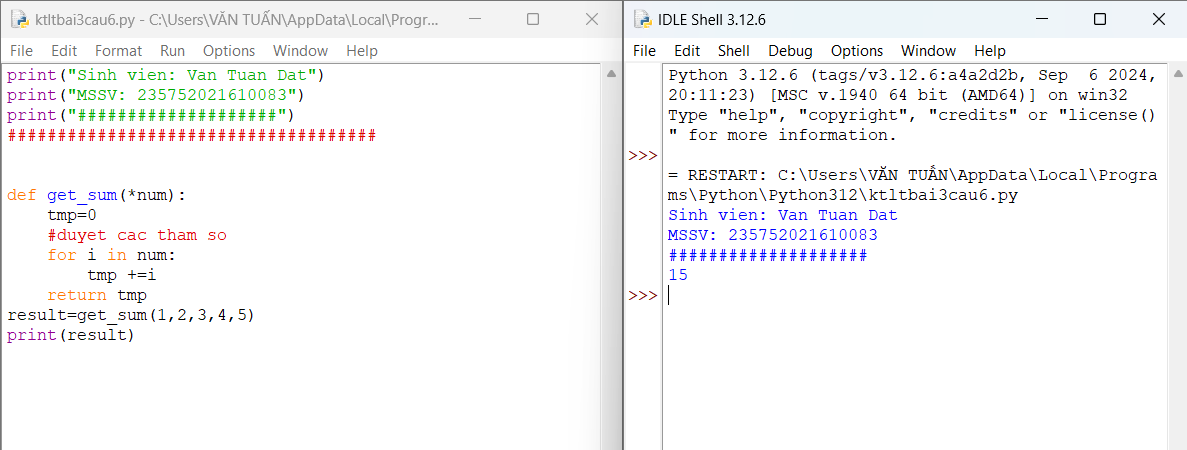 ktltbai3cau6.py - C:\Users\VĂN TUẤN\AppData\Local\Progr...
File Edit Format Run Options Window Help
print("Sinh vien: Van Tuan Dat")
print("MSSV: 235752021610083")
print("####################")
#####################################
def get_sum(*num):
    tmp=0
    #duyet cac tham so
    for i in num:
        tmp +=i
    return tmp
result=get_sum(1,2,3,4,5)
print(result)
IDLE Shell 3.12.6
File Edit Shell Debug Options Window Help
Python 3.12.6 (tags/v3.12.6:a4a2d2b, Sep  6 2024,
20:11:23) [MSC v.1940 64 bit (AMD64)] on win32
Type "help", "copyright", "credits" or "license()
" for more information.
>>>
= RESTART: C:\Users\VĂN TUẤN\AppData\Local\Progra
ms\Python\Python312\ktltbai3cau6.py
Sinh vien: Van Tuan Dat
MSSV: 235752021610083
####################
15
>>>